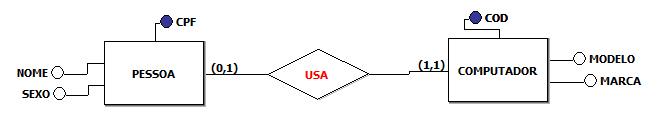 CPF
COD
NOME
SEXO
PESSOA
(0,1)
USA
(1,1)
COMPUTADOR
MODELO
MARCA